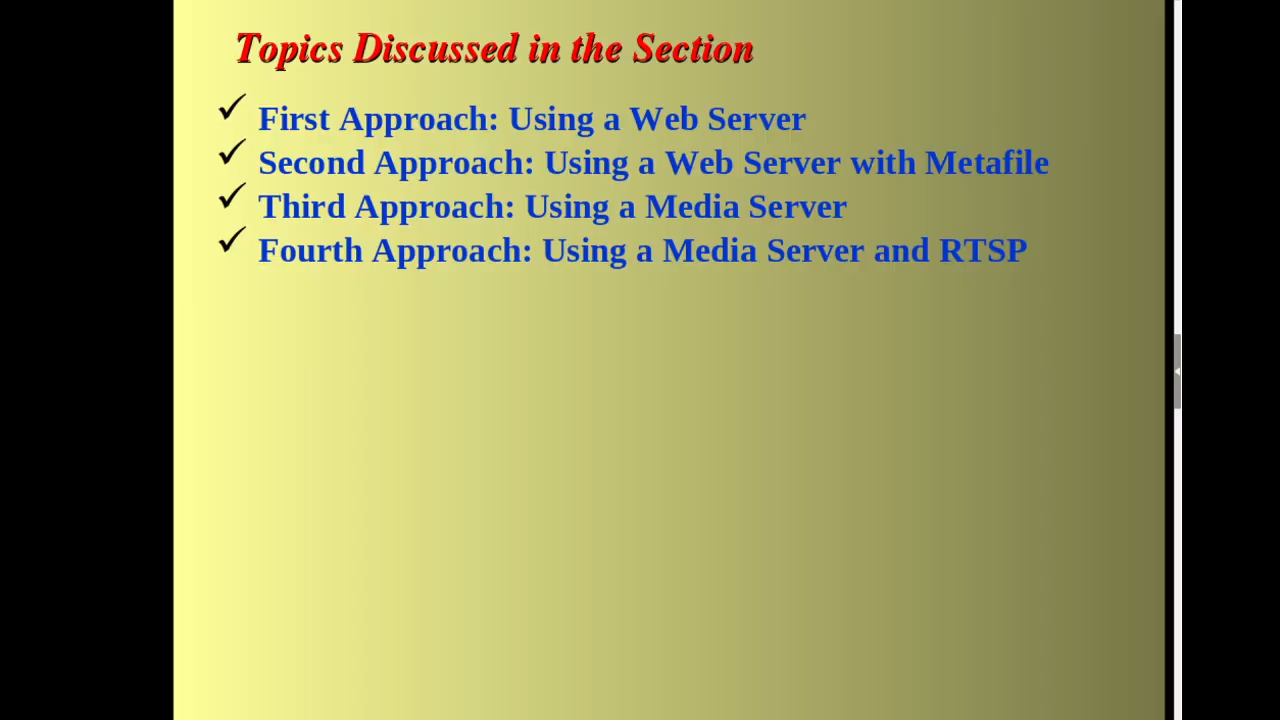 Topics Discussed in the Section
✓ First Approach: Using a Web Server
✓ Second Approach: Using a Web Server with Metafile
✓ Third Approach: Using a Media Server
✓ Fourth Approach: Using a Media Server and RTSP